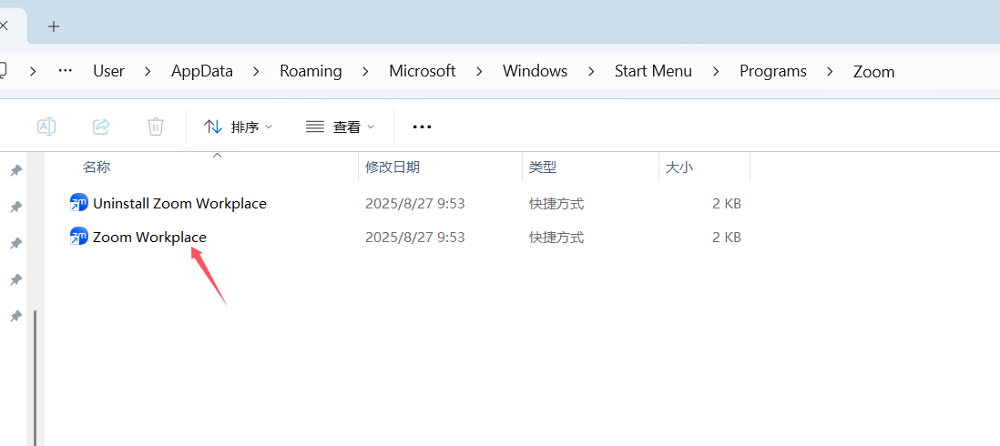 User > AppData > Roaming > Microsoft > Windows > Start Menu > Programs > Zoom
排序 查看
名称 修改日期 类型 大小
Uninstall Zoom Workplace 2025/8/27 9:53 快捷方式 2 KB
Zoom Workplace 2025/8/27 9:53 快捷方式 2 KB